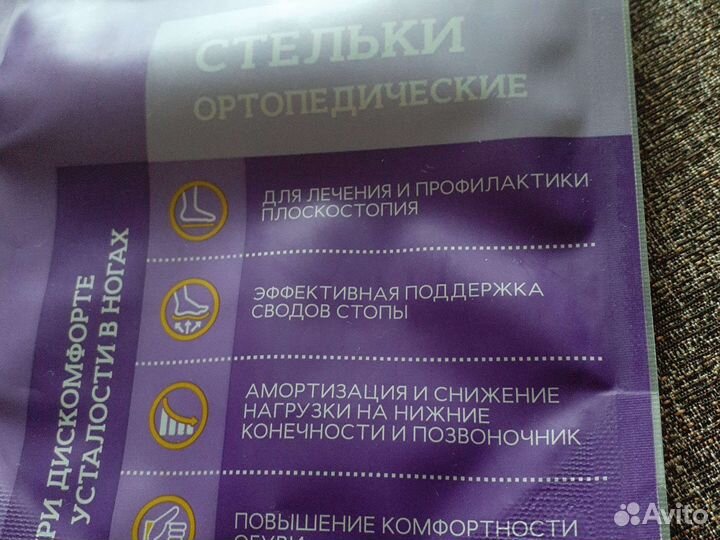 СТЕЛЬКИ
ОРТОПЕДИЧЕСКИЕ
ДЛЯ ЛЕЧЕНИЯ И ПРОФИЛАКТИКИ
ПЛОСКОСТОПИЯ
ЭФФЕКТИВНАЯ ПОДДЕРЖКА
СВОДОВ СТОПЫ
АМОРТИЗАЦИЯ И СНИЖЕНИЕ
НАГРУЗКИ НА НИЖНИЕ
КОНЕЧНОСТИ И ПОЗВОНОЧНИК
ПОВЫШЕНИЕ КОМФОРТНОСТИ
ОБУВИ
РИ ДИСКОМФОРТЕ
УСТАЛОСТИ В НОГАХ
Avito